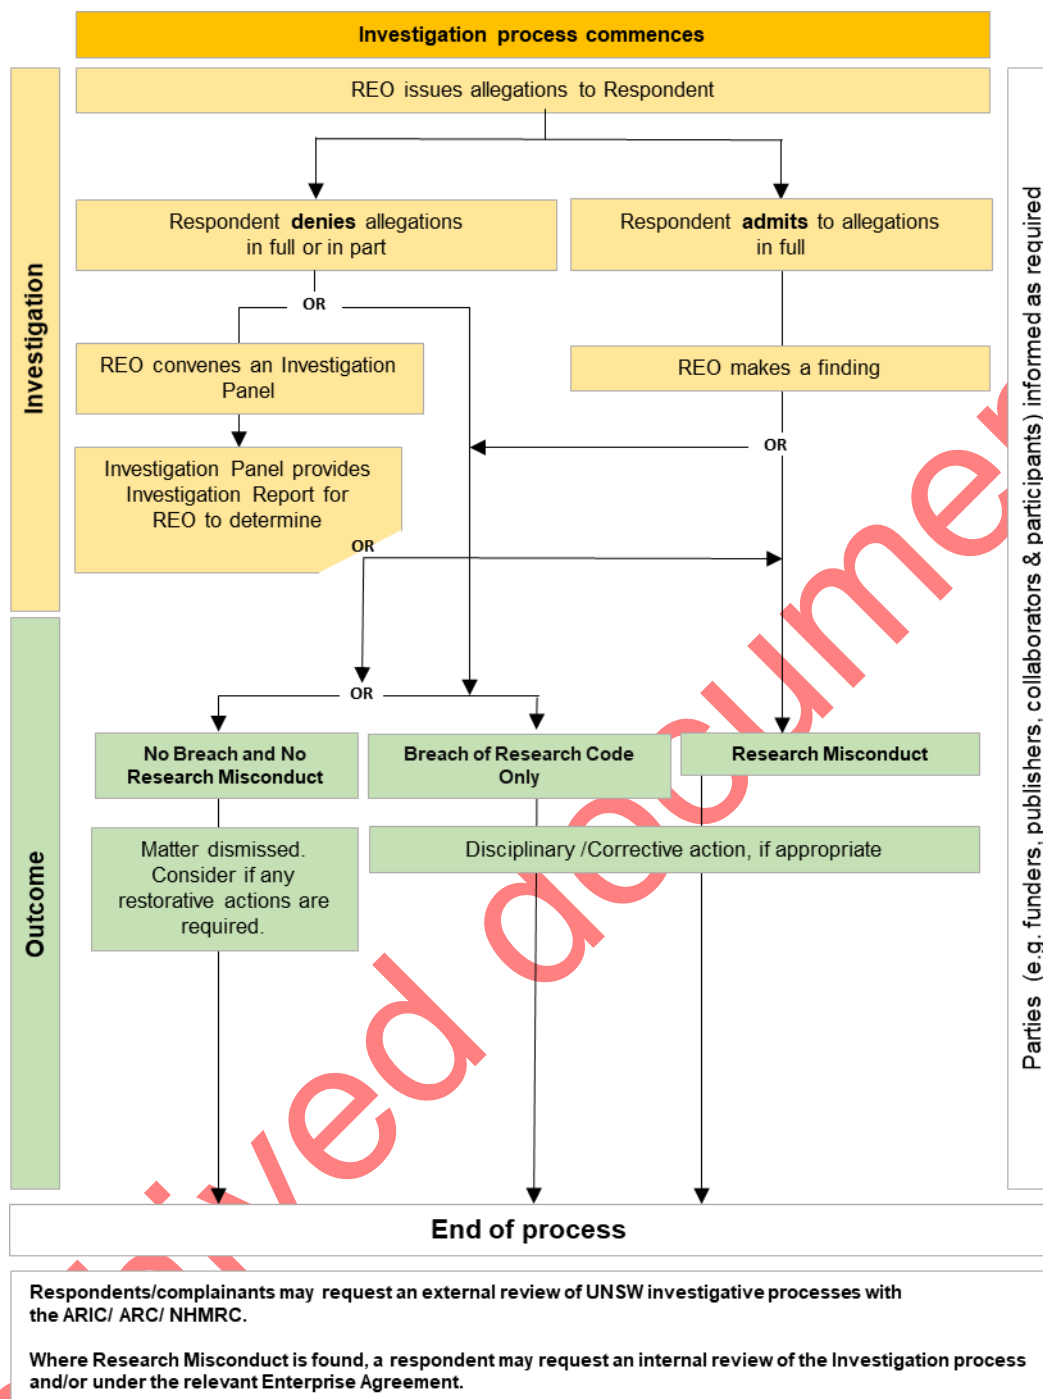 Investigation process commences
REO issues allegations to Respondent
Respondent denies allegations
in full or in part
Respondent admits to allegations
in full
OR
REO convenes an Investigation
Panel
REO makes a finding
OR
Investigation Panel provides
Investigation Report for
REO to determine
OR
OR
No Breach and No
Research Misconduct
Breach of Research Code
Only
Research Misconduct
Matter dismissed.
Consider if any
restorative actions are
required.
Disciplinary /Corrective action, if appropriate
Investigation
Outcome
Parties (e.g. funders, publishers, collaborators & participants) informed as required
End of process
Respondents/complainants may request an external review of UNSW investigative processes with
the ARIC/ ARC/ NHMRC.
Where Research Misconduct is found, a respondent may request an internal review of the Investigation process
and/or under the relevant Enterprise Agreement.